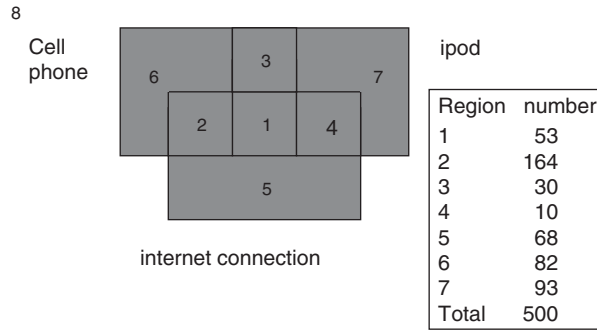 8
Cell
phone
ipod
3
6
7
2
1
4
5
internet connection
Region number
1 53
2 164
3 30
4 10
5 68
6 82
7 93
Total 500